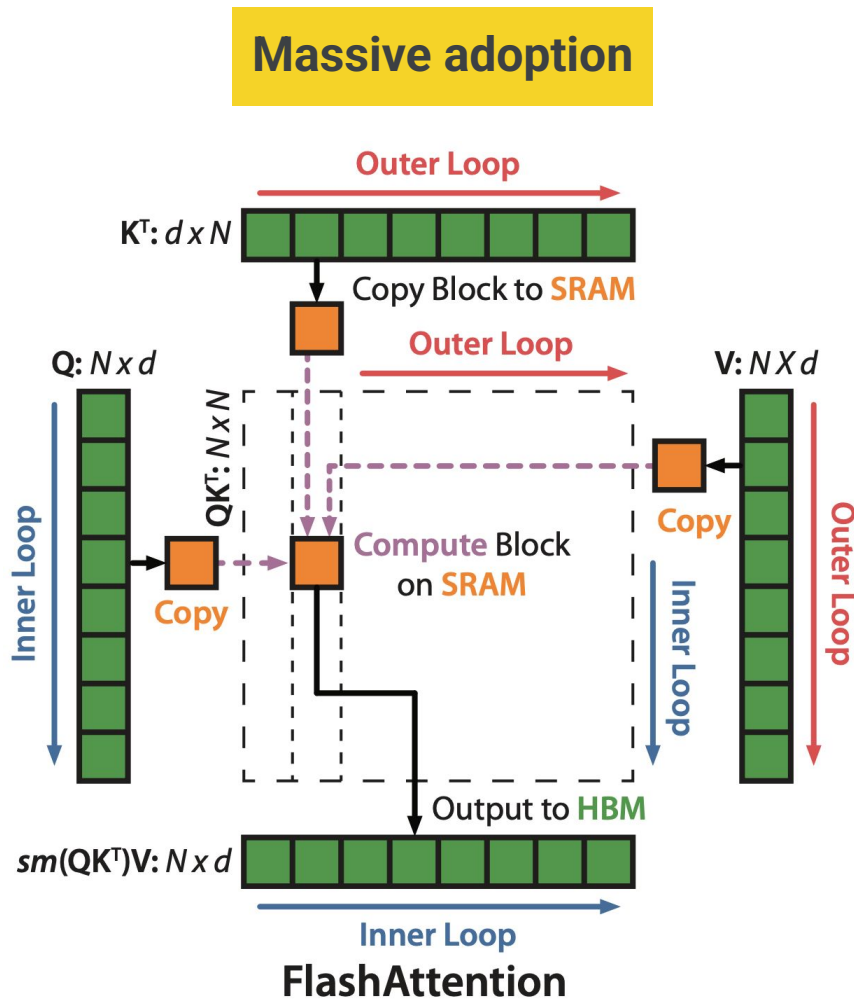 Massive adoption
Outer Loop
Kᵀ: d x N
Copy Block to SRAM
Outer Loop
Q: N x d
V: N X d
QKᵀ: N x N
Copy
Compute Block
on SRAM
Copy
Inner Loop
Inner Loop
Outer Loop
Output to HBM
sm(QKᵀ)V: N x d
Inner Loop
FlashAttention